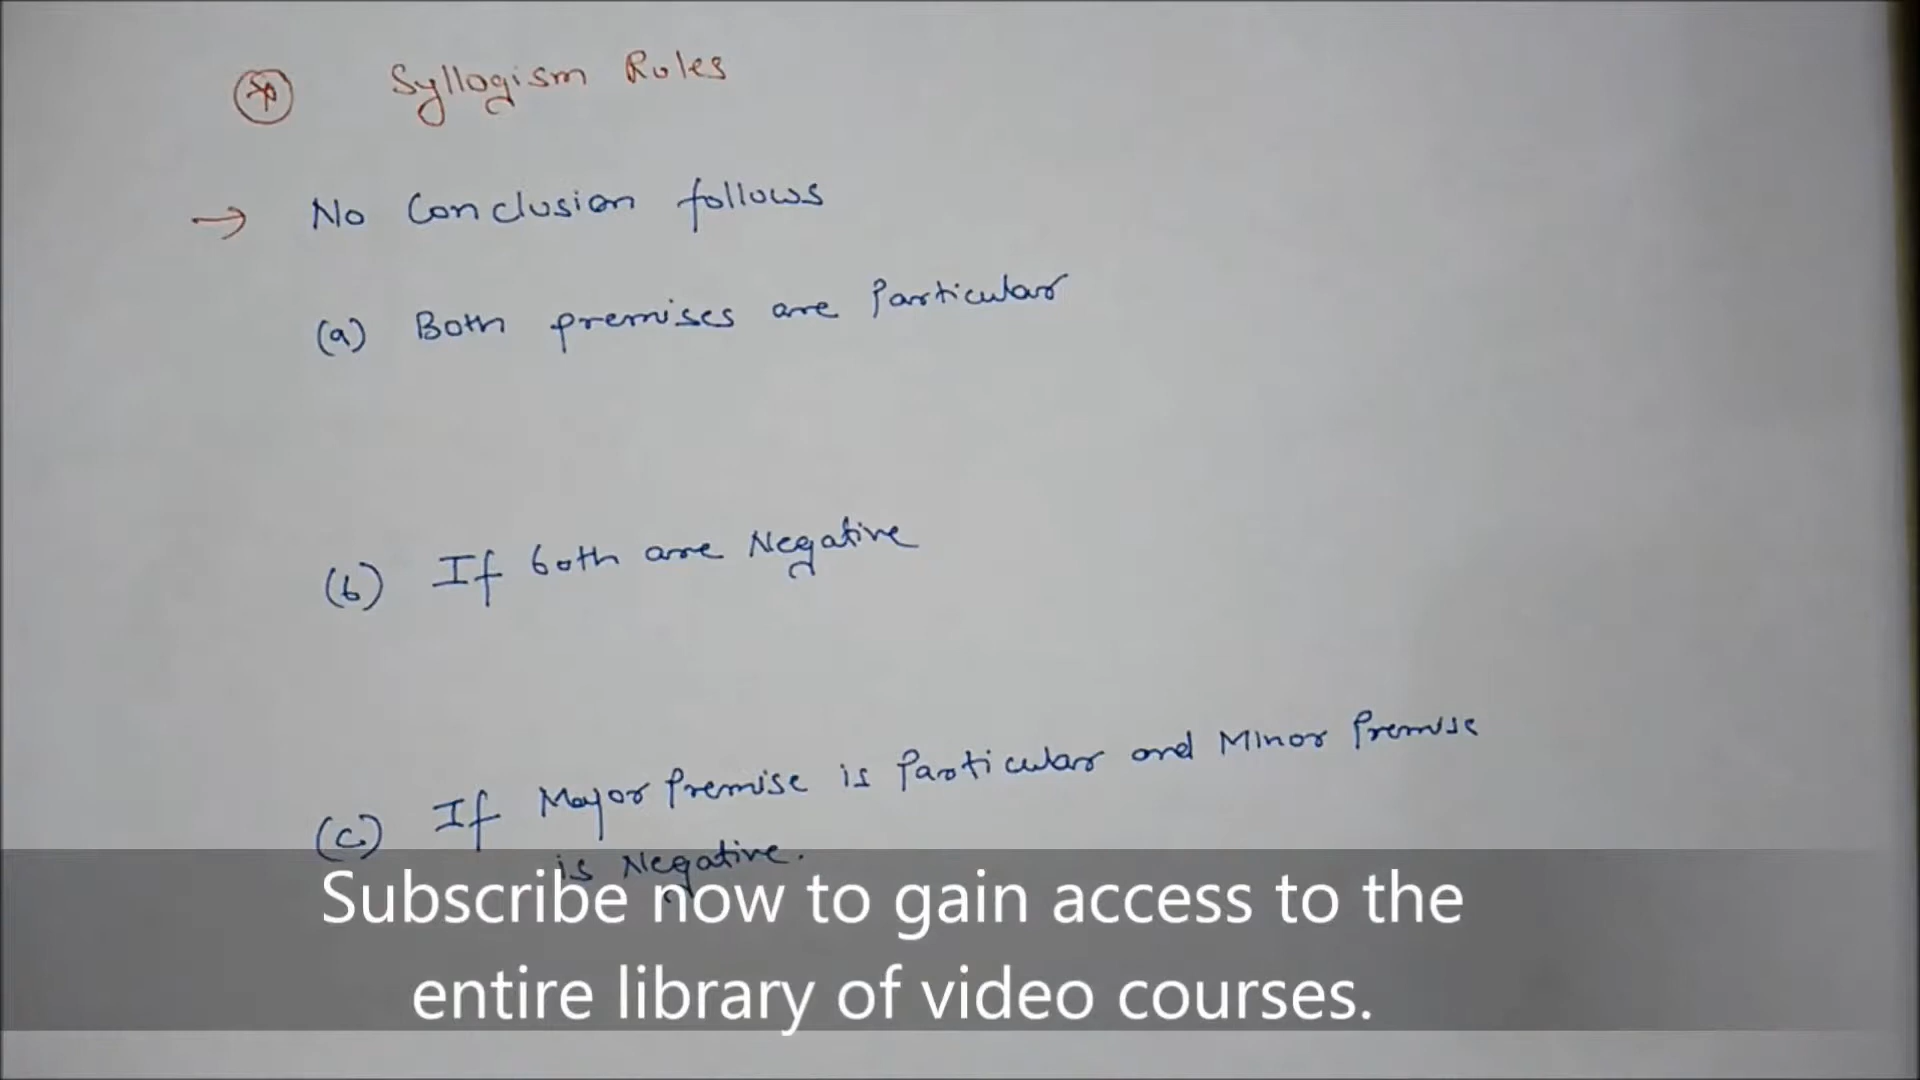 Syllogism Rules
→ No Conclusion follows
(a) Both premises are Particular
(b) If both are Negative
(c) If Major Premise is Particular and Minor Premise
is Negative.
Subscribe now to gain access to the
entire library of video courses.